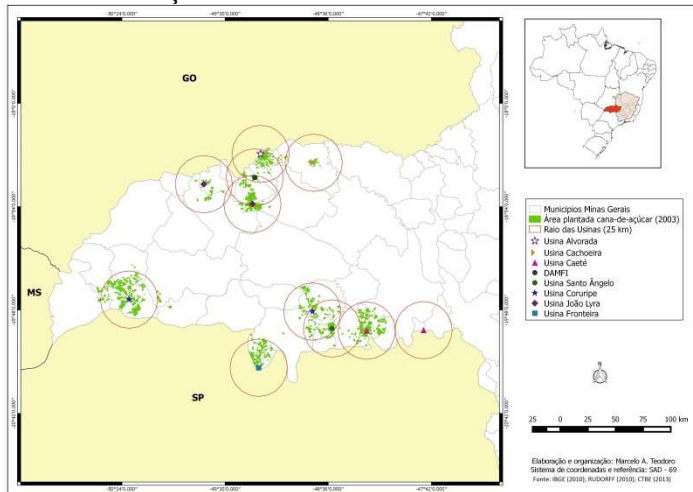 -50°24'0.000"
-49°30'0.000"
-48°36'0.000"
-47°42'0.000"
GO
MS
SP
Municípios Minas Gerais
Área plantada cana-de-açúcar (2003)
Raio das Usinas (25 km)
Usina Alvorada
Usina Cachoeira
Usina Caeté
DAMFI
Usina Santo Ângelo
Usina Coruripe
Usina João Lyra
Usina Fronteira
N
25 0 25 50 75 100 km
Elaboração e organização: Marcelo A. Teodoro
Sistema de coordenadas e referência: SAD - 69
Fonte: IBGE (2010); RUDORFF (2010); CTBE (2013)